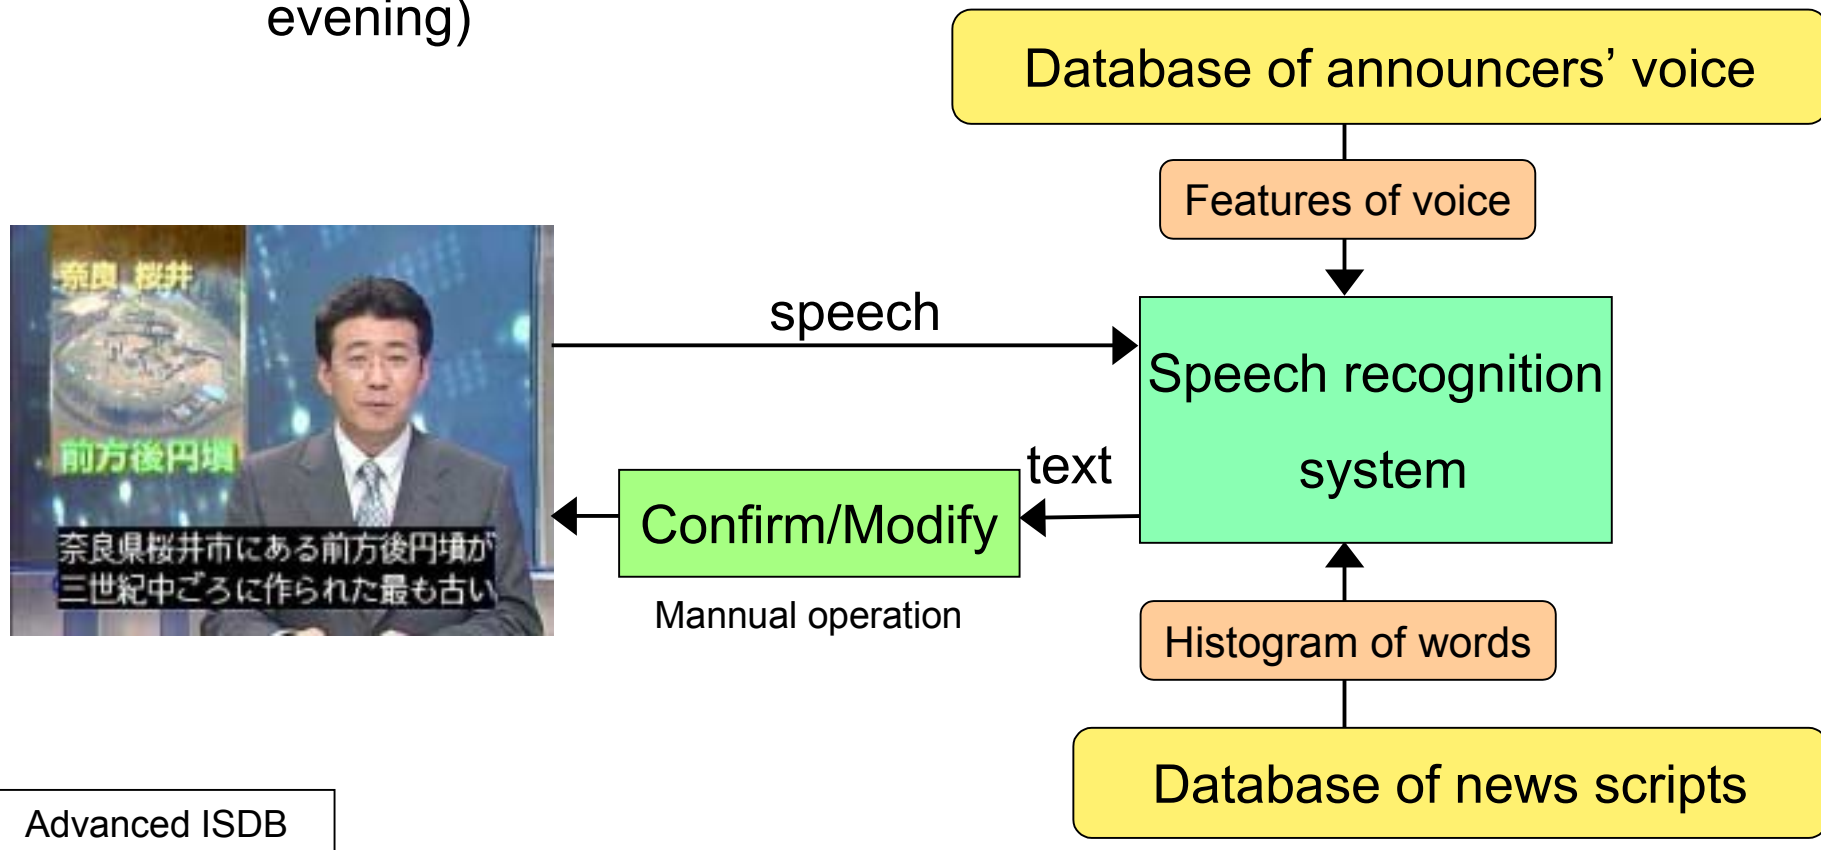 evening)
Database of announcers’ voice
Features of voice
奈良 桜井
前方後円墳
奈良県桜井市にある前方後円墳が
三世紀中ごろに作られた最も古い
speech
Speech recognition
system
text
Confirm/Modify
Mannual operation
Histogram of words
Database of news scripts
Advanced ISDB